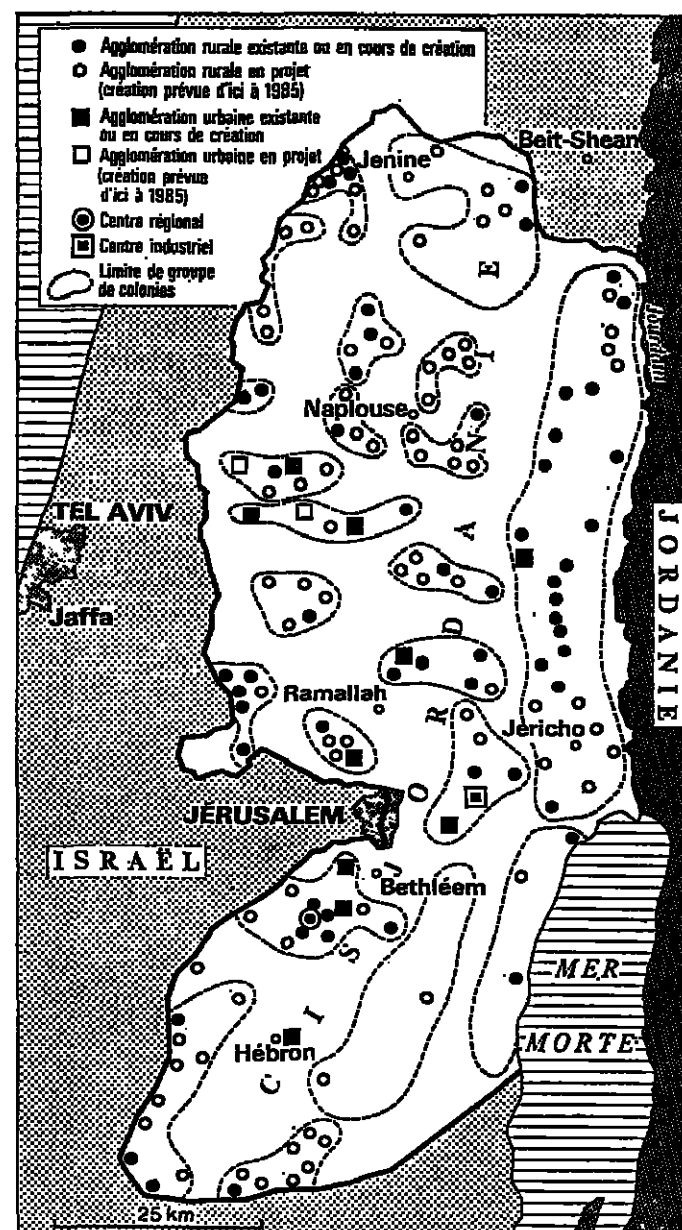 Agglomération rurale existante ou en cours de création
Agglomération rurale en projet
(création prévue d'ici à 1985)
Agglomération urbaine existante
ou en cours de création
Agglomération urbaine en projet
(création prévue
d'ici à 1985)
Centre régional
Centre industriel
Limite de groupe
de colonies
Jenine
Beit-Shean
Jourdain
Naplouse
TEL AVIV
Jaffa
JORDANIE
Ramallah
Jericho
JÉRUSALEM
ISRAËL
Bethléem
CISJORDANIE
MER
MORTE
Hébron
25 km